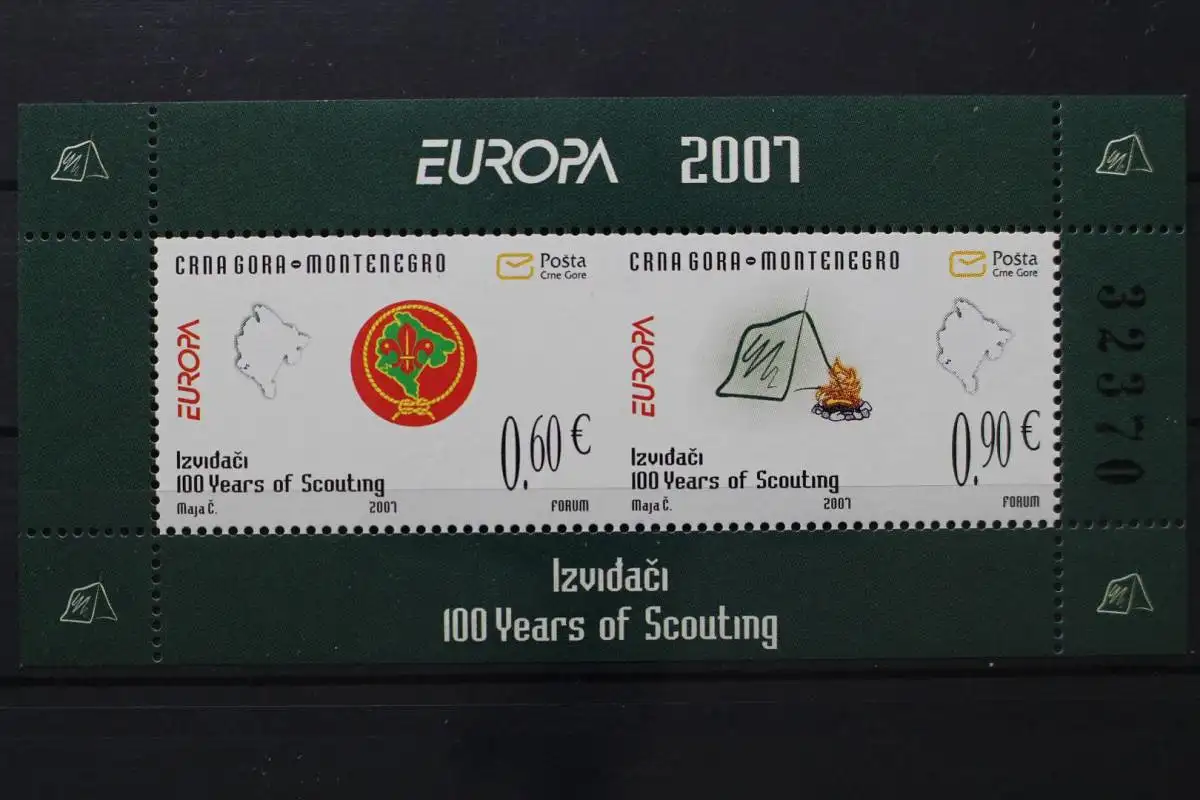 EUROPA 2007
CRNA GORA - MONTENEGRO
Pošta
Crne Gore
EUROPA
0.60 €
Izviđači
100 Years of Scouting
Maja Č. 2007 FORUM
CRNA GORA - MONTENEGRO
Pošta
Crne Gore
EUROPA
0.90 €
Izviđači
100 Years of Scouting
Maja Č. 2007 FORUM
32370
Izviđači
100 Years of Scouting